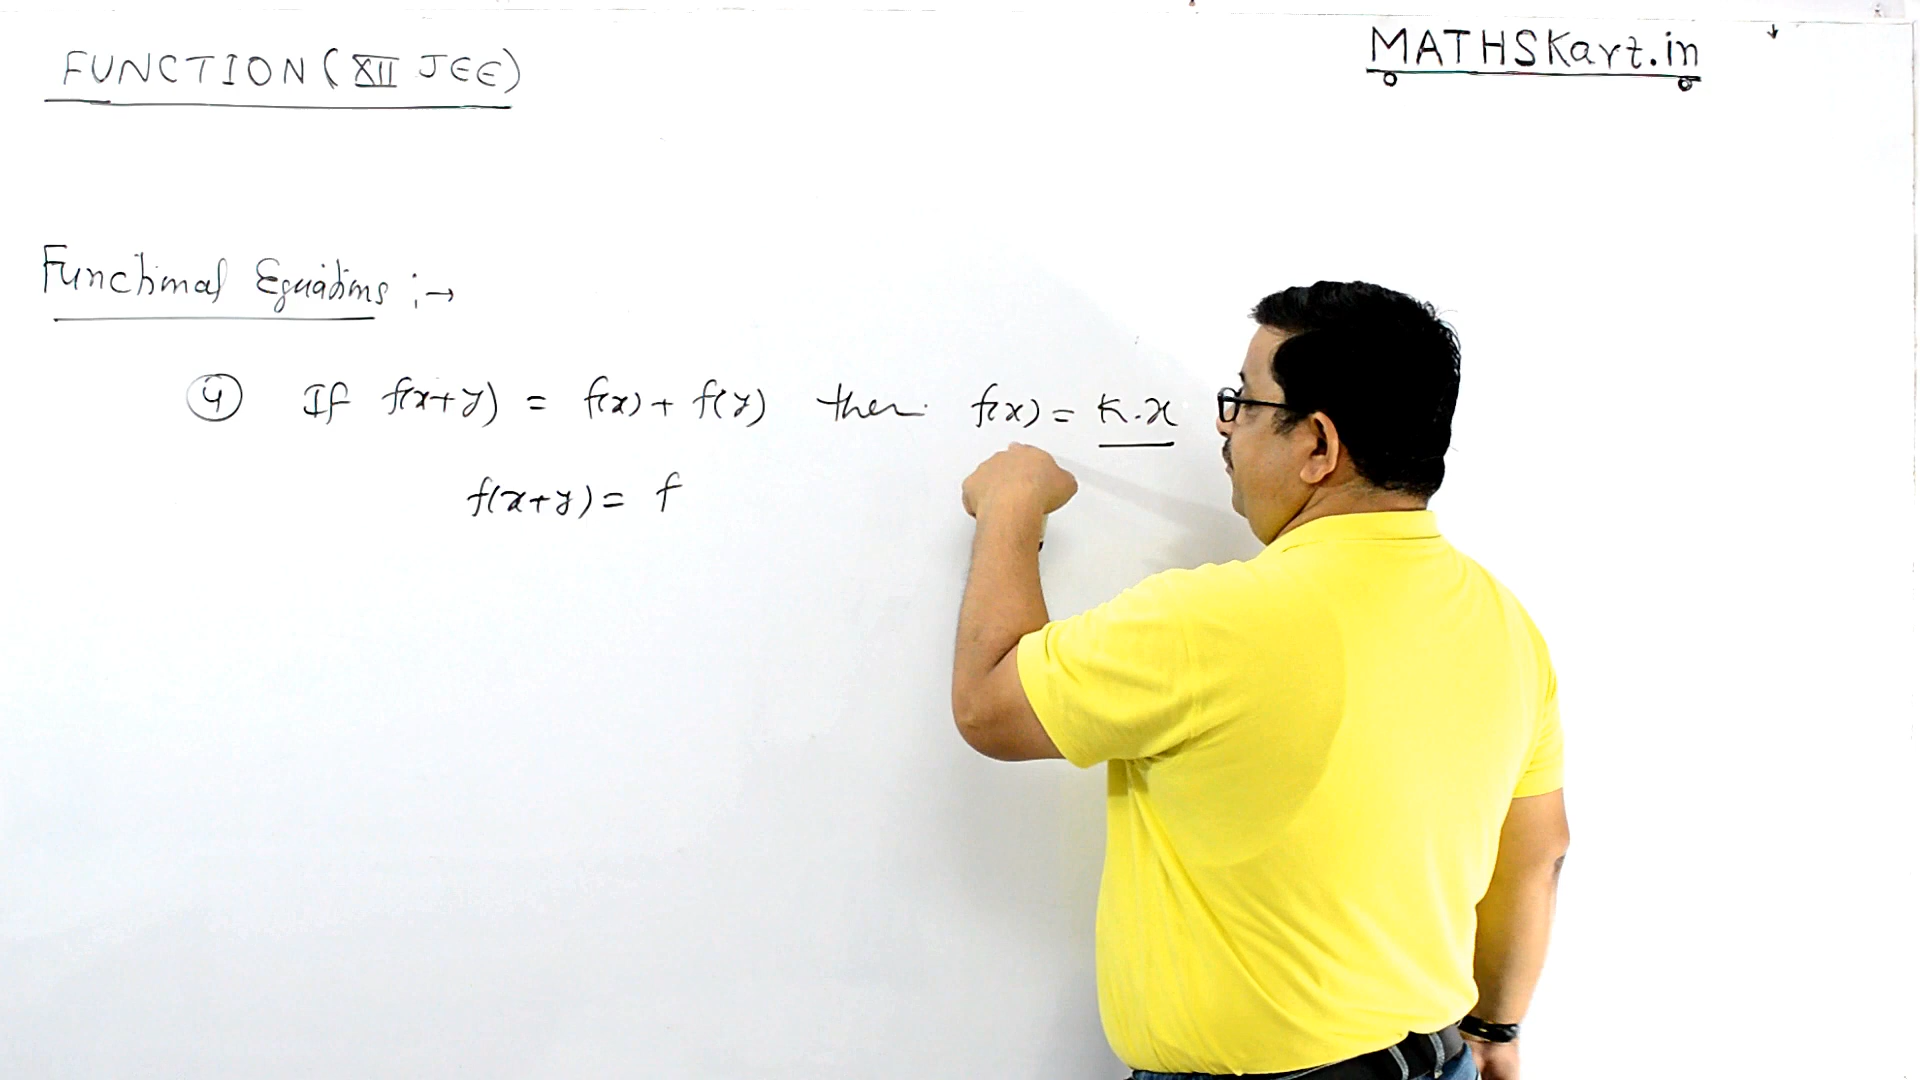 FUNCTION (XII JEE)
MATHSKart.in
Functional Equations :→
④ If f(x+y) = f(x) + f(y) then f(x) = K.x
f(x+y) = f